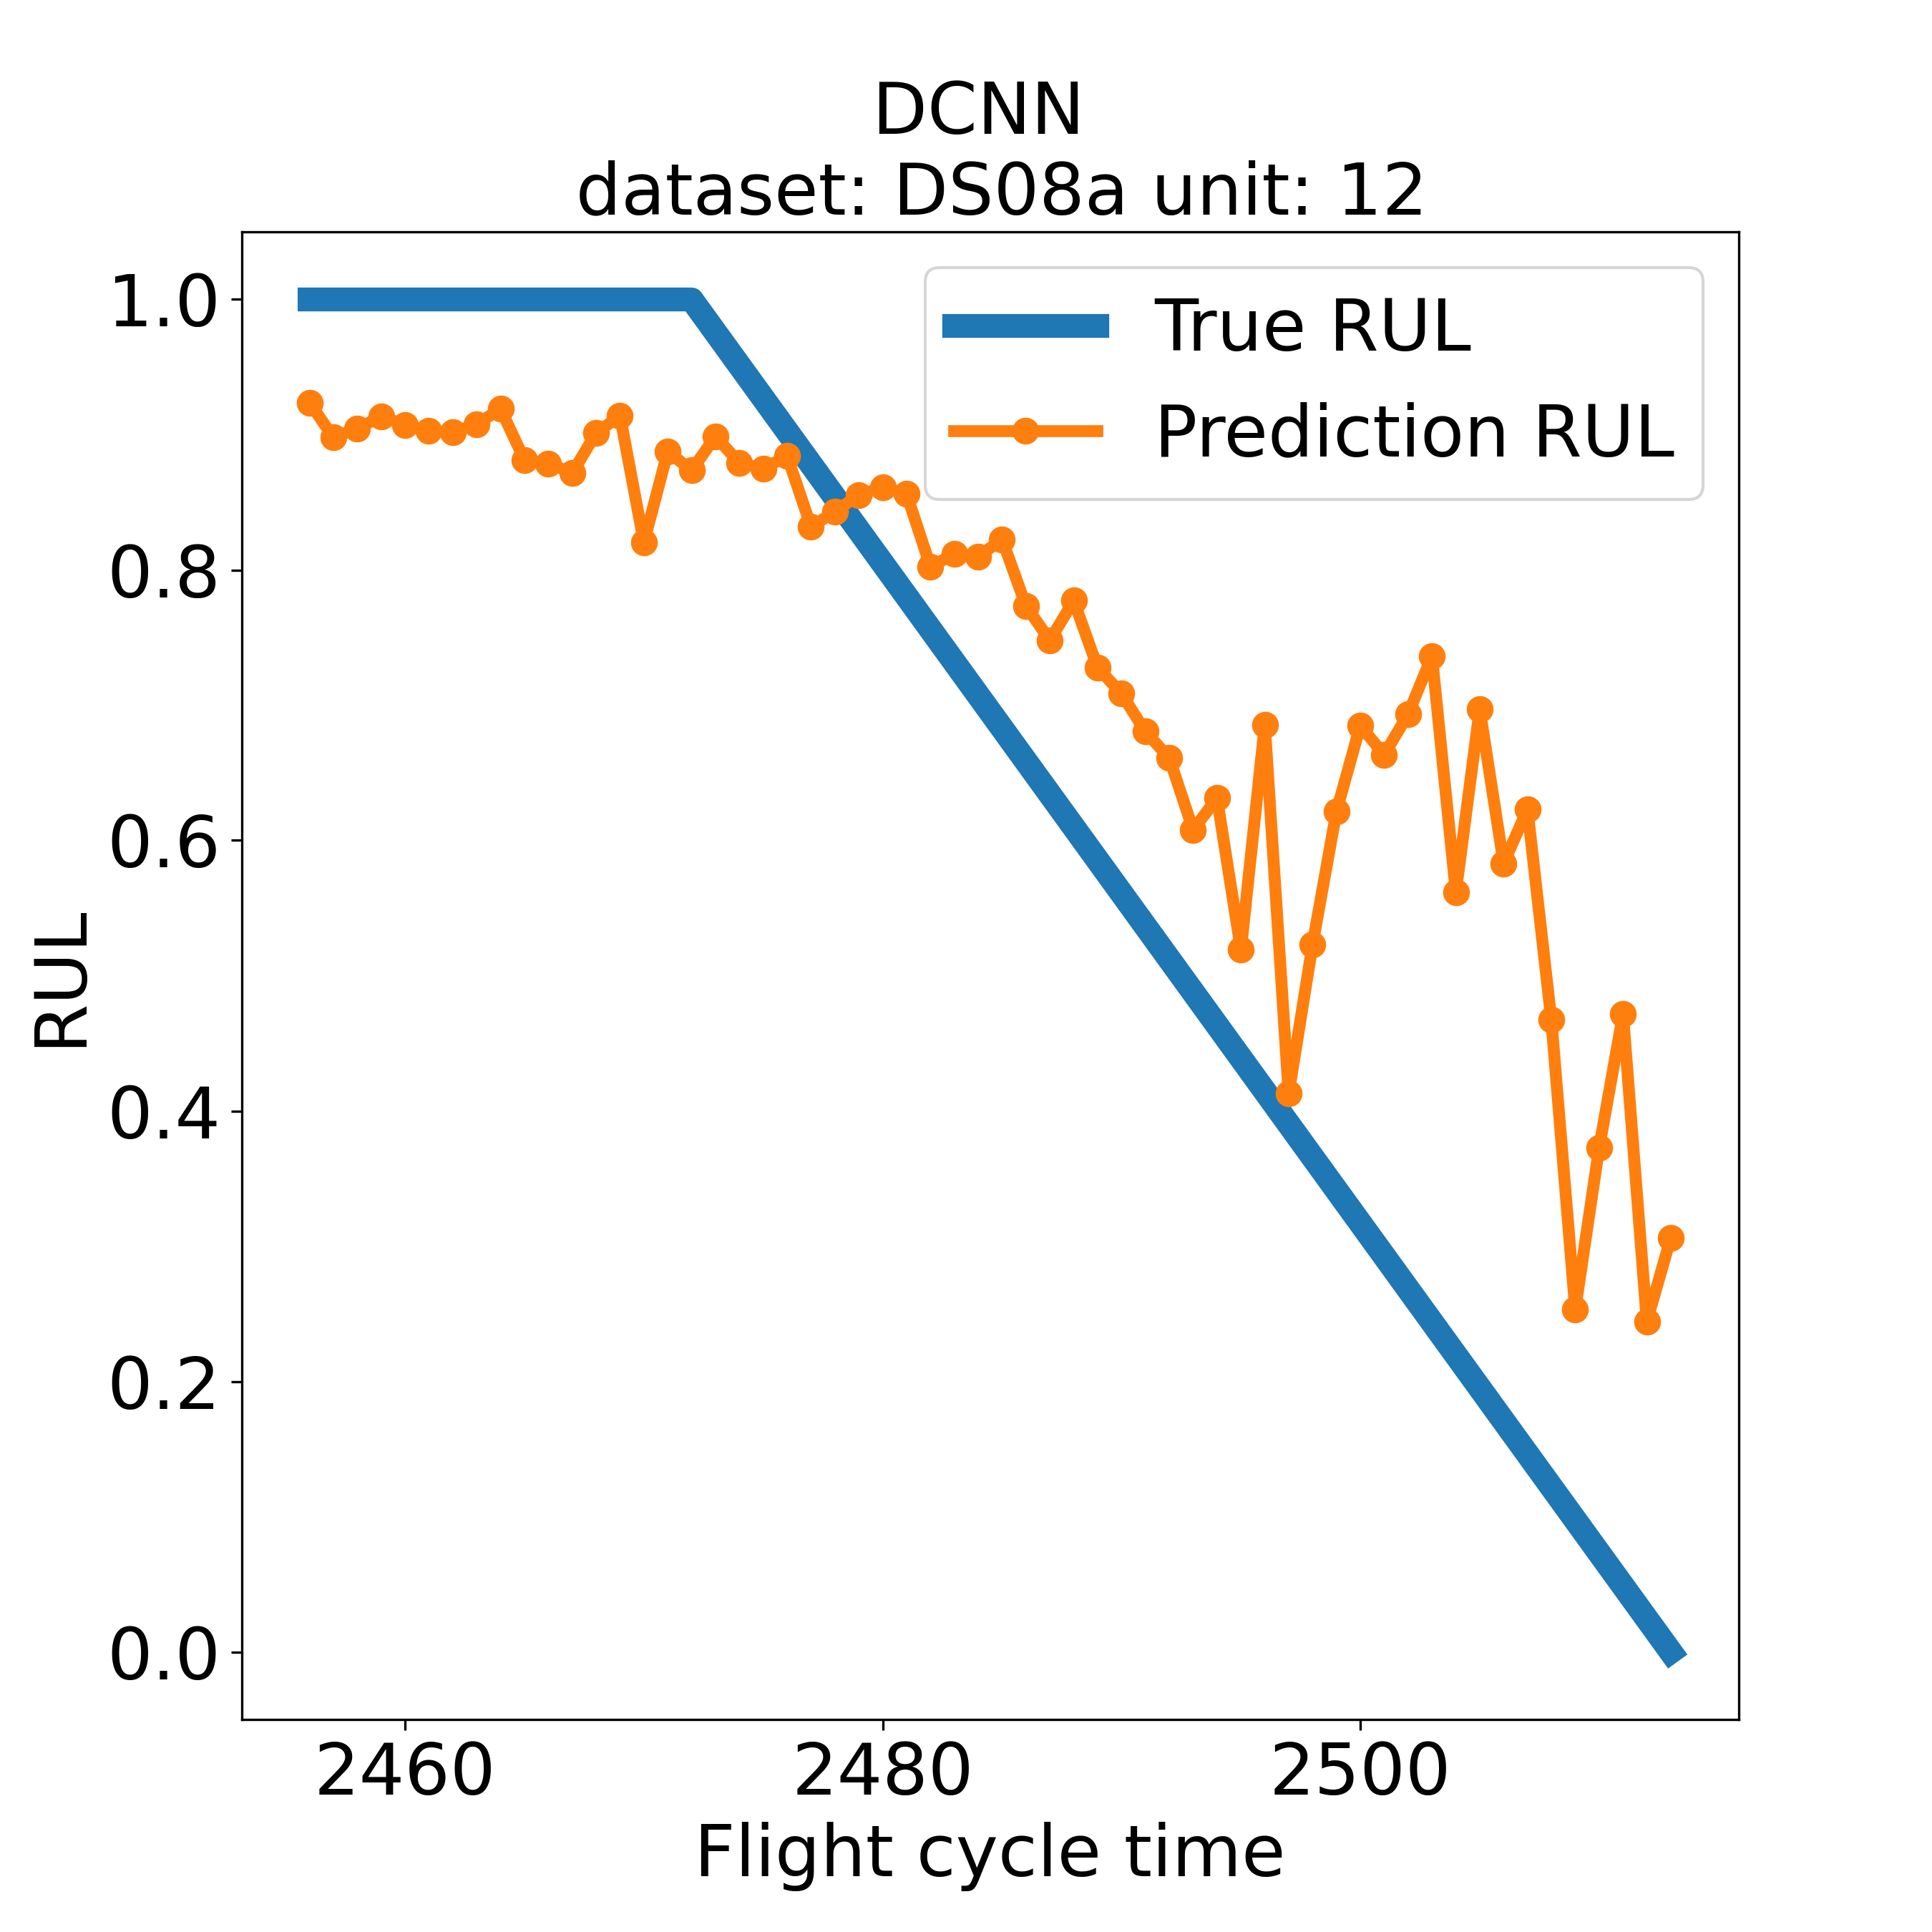 DCNN
dataset: DS08a unit: 12
True RUL
Prediction RUL
1.0
0.8
0.6
0.4
0.2
0.0
RUL
2460 2480 2500
Flight cycle time